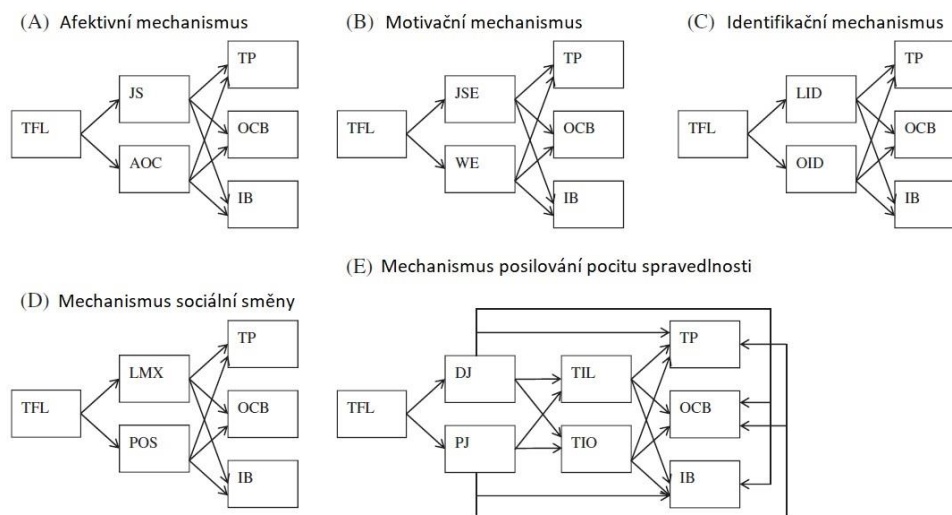 (A) Afektivní mechanismus
TFL
JS
AOC
TP
OCB
IB
(B) Motivační mechanismus
TFL
JSE
WE
TP
OCB
IB
(C) Identifikační mechanismus
TFL
LID
OID
TP
OCB
IB
(D) Mechanismus sociální směny
TFL
LMX
POS
TP
OCB
IB
(E) Mechanismus posilování pocitu spravedlnosti
TFL
DJ
PJ
TIL
TIO
TP
OCB
IB